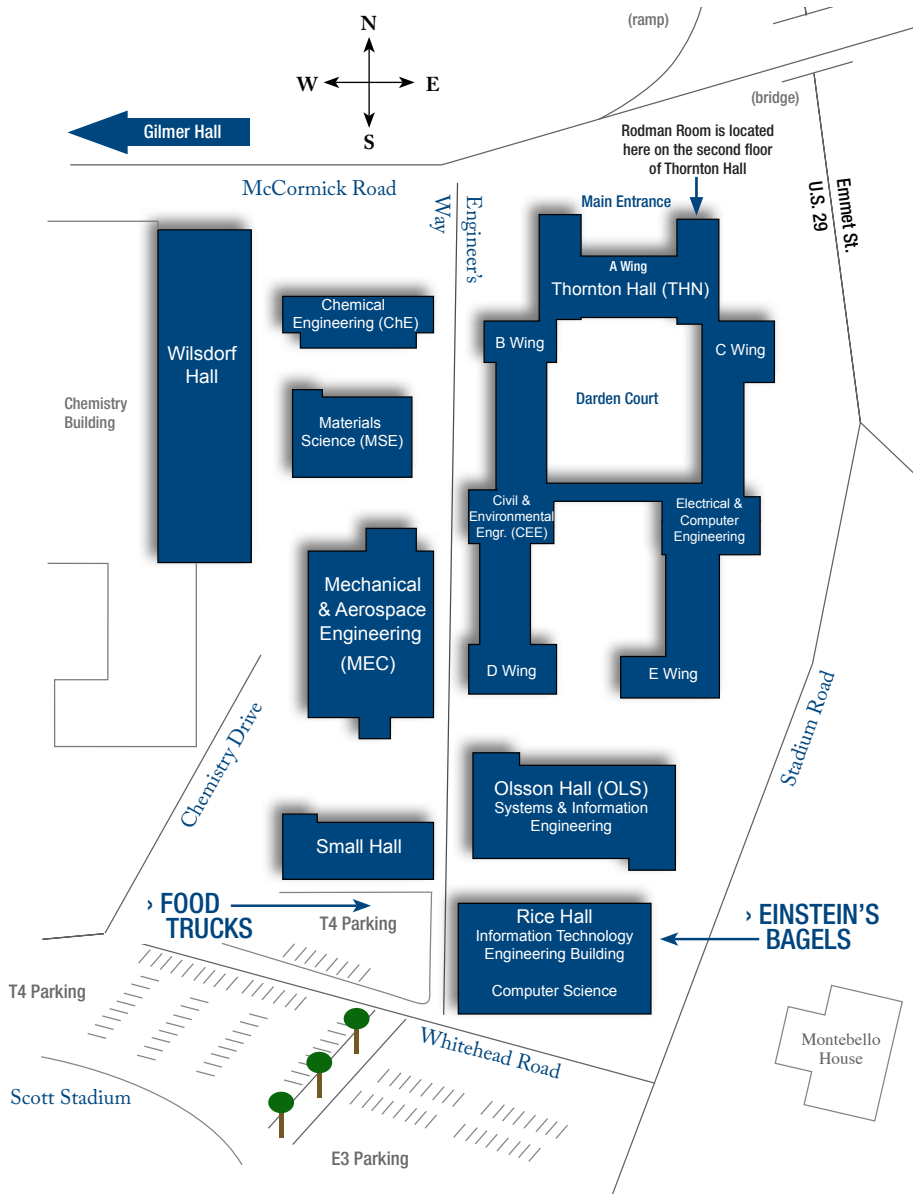 (ramp)
N
W
E
S
(bridge)
Gilmer Hall
Rodman Room is located
here on the second floor
of Thornton Hall
McCormick Road
Engineer's
Way
Main Entrance
Emmet St.
U.S. 29
A Wing
Thornton Hall (THN)
Chemical
Engineering (ChE)
B Wing
C Wing
Wilsdorf
Hall
Chemistry
Building
Materials
Science (MSE)
Darden Court
Civil &
Environmental
Engr. (CEE)
Electrical &
Computer
Engineering
Mechanical
& Aerospace
Engineering
(MEC)
D Wing
E Wing
Chemistry Drive
Stadium Road
Olsson Hall (OLS)
Systems & Information
Engineering
Small Hall
› FOOD
TRUCKS
T4 Parking
Rice Hall
Information Technology
Engineering Building
Computer Science
› EINSTEIN'S
BAGELS
T4 Parking
Whitehead Road
Montebello
House
Scott Stadium
E3 Parking